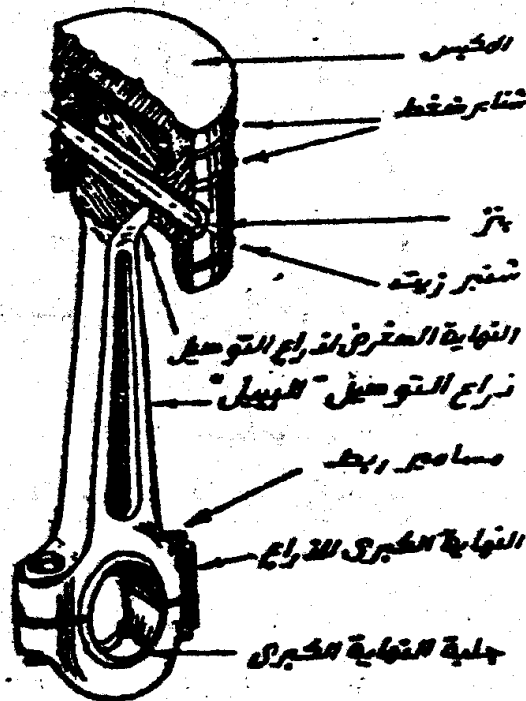 المكبس
شنابر ضغط
بنز
شنبر زيت
النهاية الصغرى لذراع التوصيل
ذراع التوصيل "البيل"
مسامير ربط
النهاية الكبرى للذراع
جلبة النهاية الكبرى